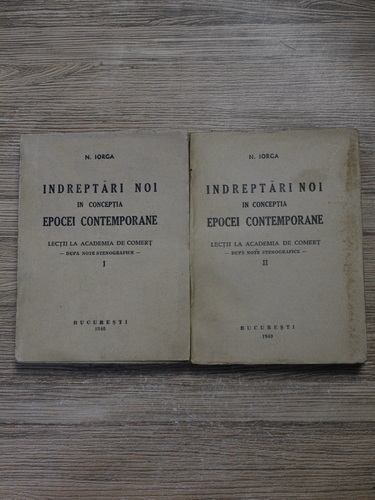 N. IORGA
INDREPTĂRI NOI
IN CONCEPȚIA
EPOCEI CONTEMPORANE
LECȚII LA ACADEMIA DE COMERȚ
— DUPĂ NOTE STENOGRAFICE —
I
BUCUREȘTI
1940
N. IORGA
INDREPTĂRI NOI
IN CONCEPȚIA
EPOCEI CONTEMPORANE
LECȚII LA ACADEMIA DE COMERȚ
— DUPĂ NOTE STENOGRAFICE —
II
BUCUREȘTI
1940